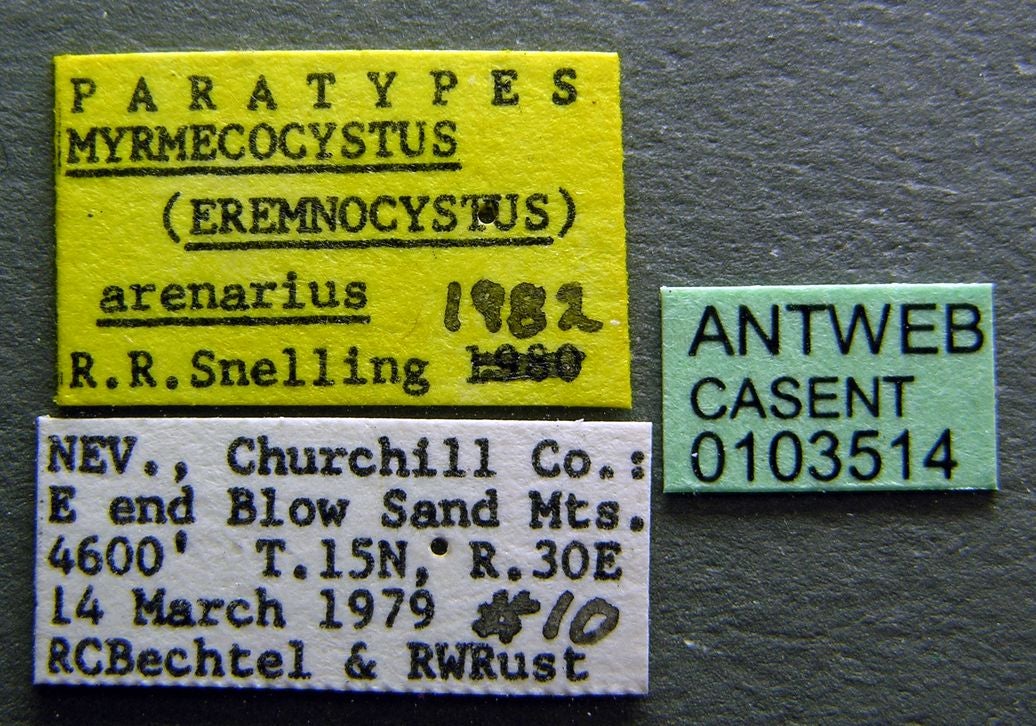 P A R A T Y P E S
MYRMECOCYSTUS
(EREMNOCYSTUS)
arenarius 1982
R.R.Snelling 1980
NEV., Churchill Co.:
E end Blow Sand Mts.
4600' T.15N, R.30E
14 March 1979 #10
RCBechtel & RWRust
ANTWEB
CASENT
0103514